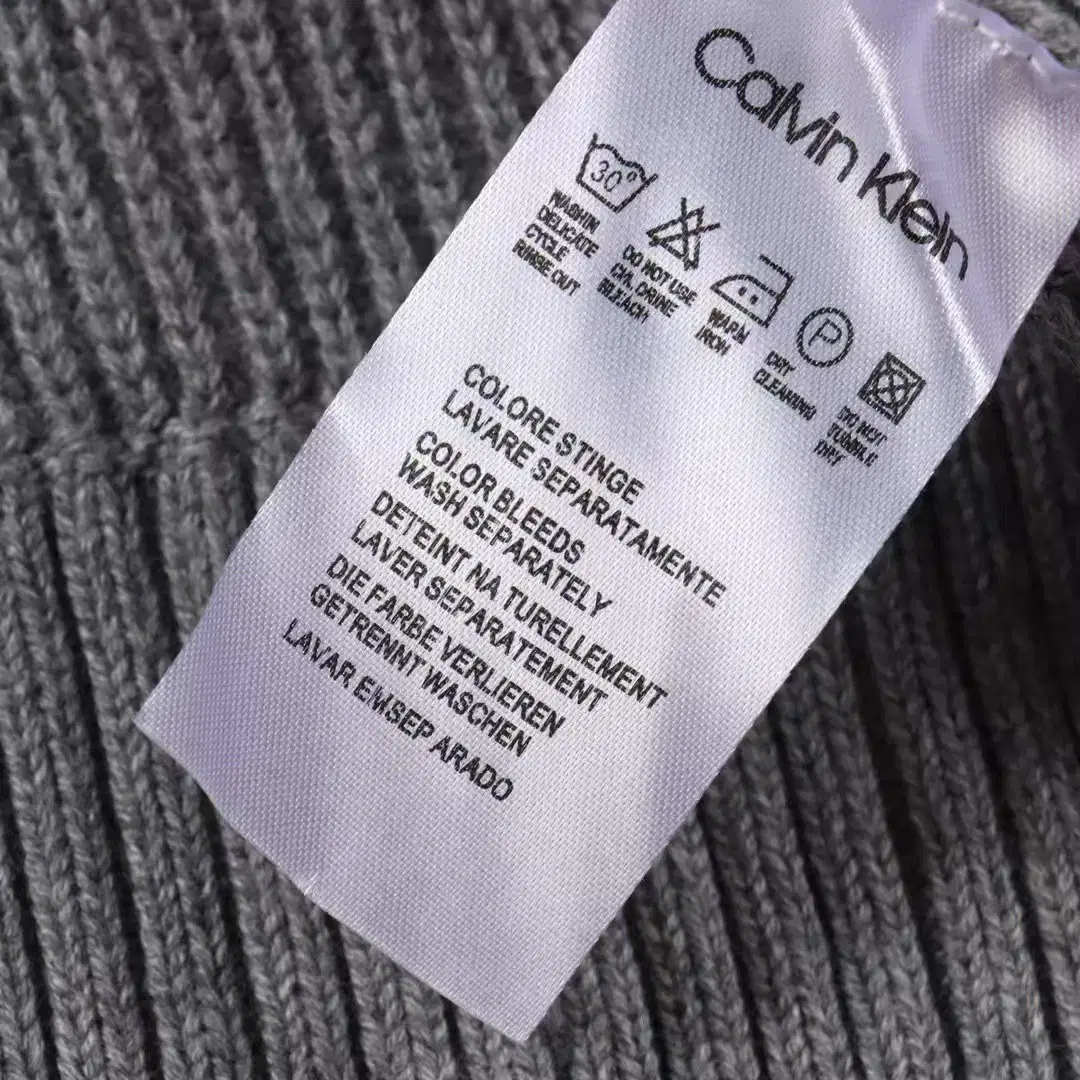 Calvin Klein
30°
WASH IN
DELICATE
CYCLE
RINSE OUT
DO NOT USE
CH. ORINE
BLEACH
WARM
IRON
P
DRY
CLEANING
DO NOT
TUMBLE
DRY
COLORE STINGE
LAVARE SEPARATAMENTE
COLOR BLEEDS
WASH SEPARATELY
DETEINT NA TURELLEMENT
LAVER SEPARATEMENT
DIE FARBE VERLIEREN
GETRENNT WASCHEN
LAVAR EMSEP ARADO